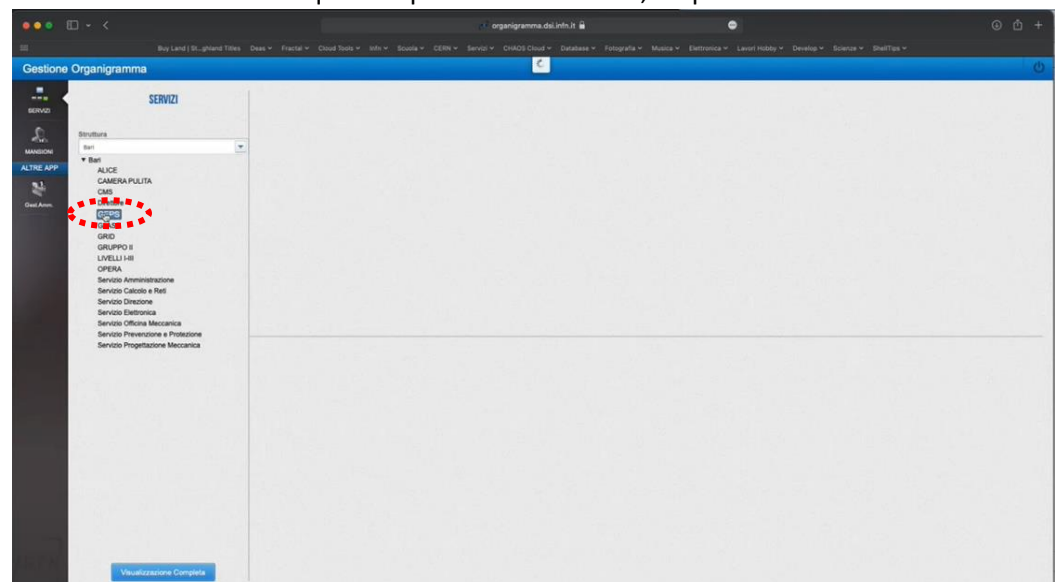 organigramma.dsi.infn.it
Buy Land | St...ghland Titles Deas Fractal Cloud Tools Infn Scuola CERN Servizi CHAOS Cloud Database Fotografia Musica Elettronica Lavori Hobby Develop Scienze ShellTips
Gestione Organigramma
SERVIZI
MANSIONI
ALTRE APP
Gest.Amm.
SERVIZI
Struttura
Bari
Bari
ALICE
CAMERA PULITA
CMS
Direttore
GRID
GRUPPO II
LIVELLI I-III
OPERA
Servizio Amministrazione
Servizio Calcolo e Reti
Servizio Direzione
Servizio Elettronica
Servizio Officina Meccanica
Servizio Prevenzione e Protezione
Servizio Progettazione Meccanica
Visualizzazione Completa